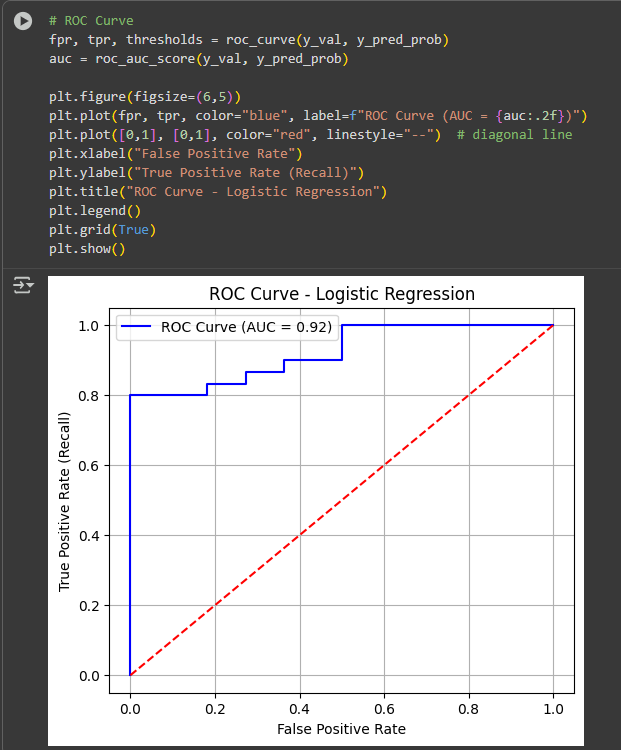 # ROC Curve
fpr, tpr, thresholds = roc_curve(y_val, y_pred_prob)
auc = roc_auc_score(y_val, y_pred_prob)
plt.figure(figsize=(6,5))
plt.plot(fpr, tpr, color="blue", label=f"ROC Curve (AUC = {auc:.2f})")
plt.plot([0,1], [0,1], color="red", linestyle="--")  # diagonal line
plt.xlabel("False Positive Rate")
plt.ylabel("True Positive Rate (Recall)")
plt.title("ROC Curve - Logistic Regression")
plt.legend()
plt.grid(True)
plt.show()
ROC Curve - Logistic Regression
ROC Curve (AUC = 0.92)
True Positive Rate (Recall)
1.0
0.8
0.6
0.4
0.2
0.0
0.0 0.2 0.4 0.6 0.8 1.0
False Positive Rate